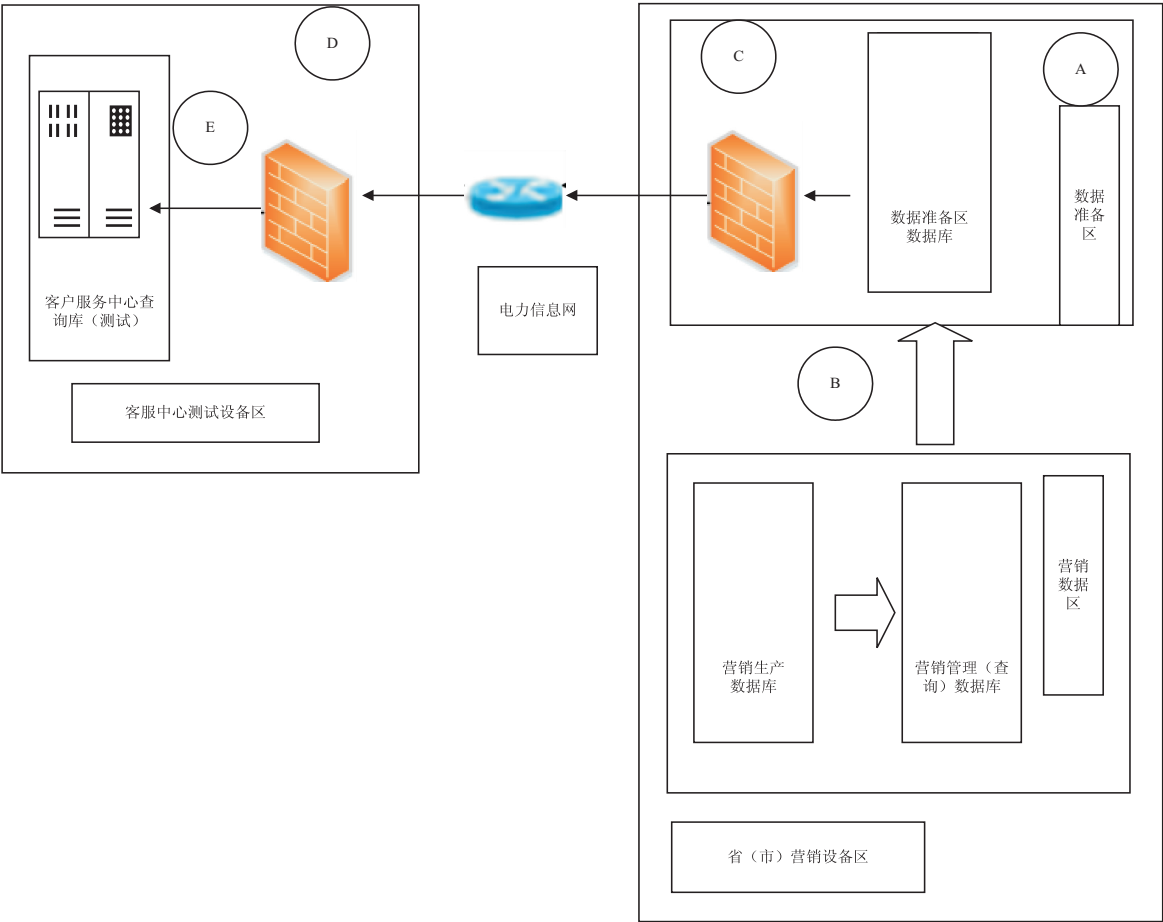 D
E
客户服务中心查
询库（测试）
客服中心测试设备区
电力信息网
C
A
数据准备区
数据库
数据
准备
区
B
营销生产
数据库
营销管理（查
询）数据库
营销
数据
区
省（市）营销设备区